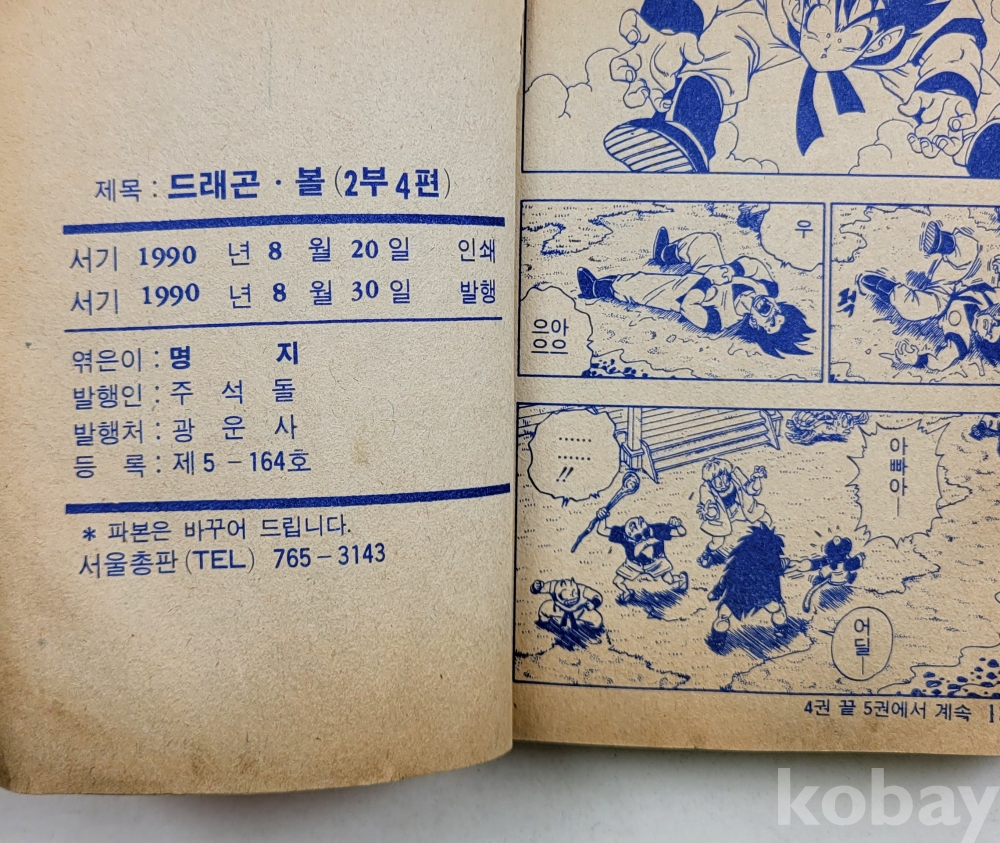 제목 : 드래곤 · 볼 (2부 4편)
서기 1990 년 8 월 20 일 인쇄
서기 1990 년 8 월 30 일 발행
엮은이 : 명 지
발행인 : 주 석 돌
발행처 : 광 운 사
등 록 : 제 5 － 164호
* 파본은 바꾸어 드립니다.
서울총판 (TEL) 765 － 3143
우
아
으으으
……
……
!!
아빠아―
어딜―
4권 끝 5권에서 계속
kobay